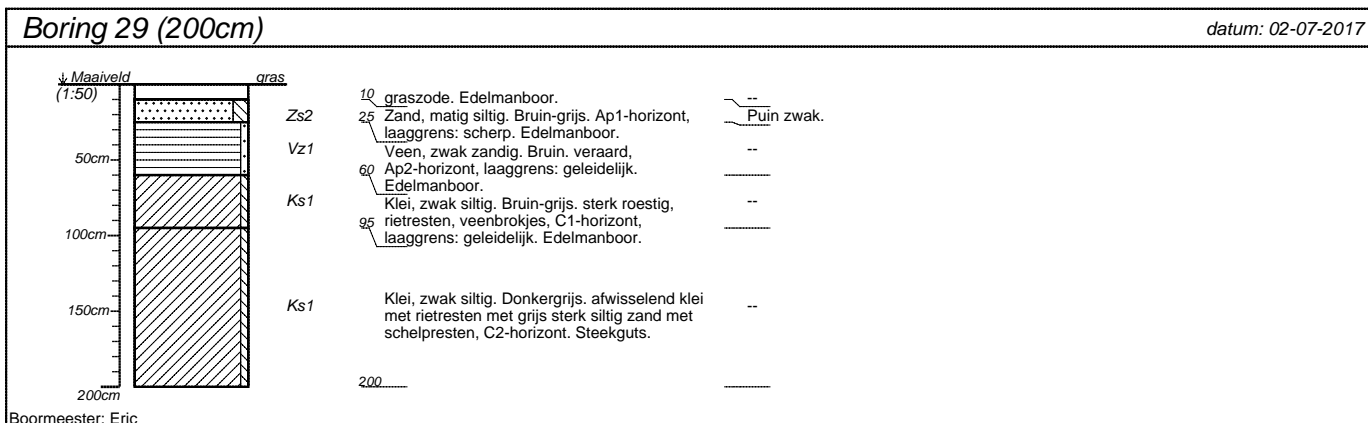 Boring 29 (200cm) datum: 02-07-2017
Maaiveld gras
(1:50)
10 graszode. Edelmanboor. --
Zs2 25 Zand, matig siltig. Bruin-grijs. Ap1-horizont, Puin zwak.
laaggrens: scherp. Edelmanboor.
Vz1 Veen, zwak zandig. Bruin. veraard, --
50cm
60 Ap2-horizont, laaggrens: geleidelijk.
Edelmanboor.
Ks1 Klei, zwak siltig. Bruin-grijs. sterk roestig, --
95 rietresten, veenbrokjes, C1-horizont,
100cm laaggrens: geleidelijk. Edelmanboor.
Klei, zwak siltig. Donkergrijs. afwisselend klei
150cm Ks1 met rietresten met grijs sterk siltig zand met --
schelpresten, C2-horizont. Steekguts.
200
200cm
Boormeester: Eric